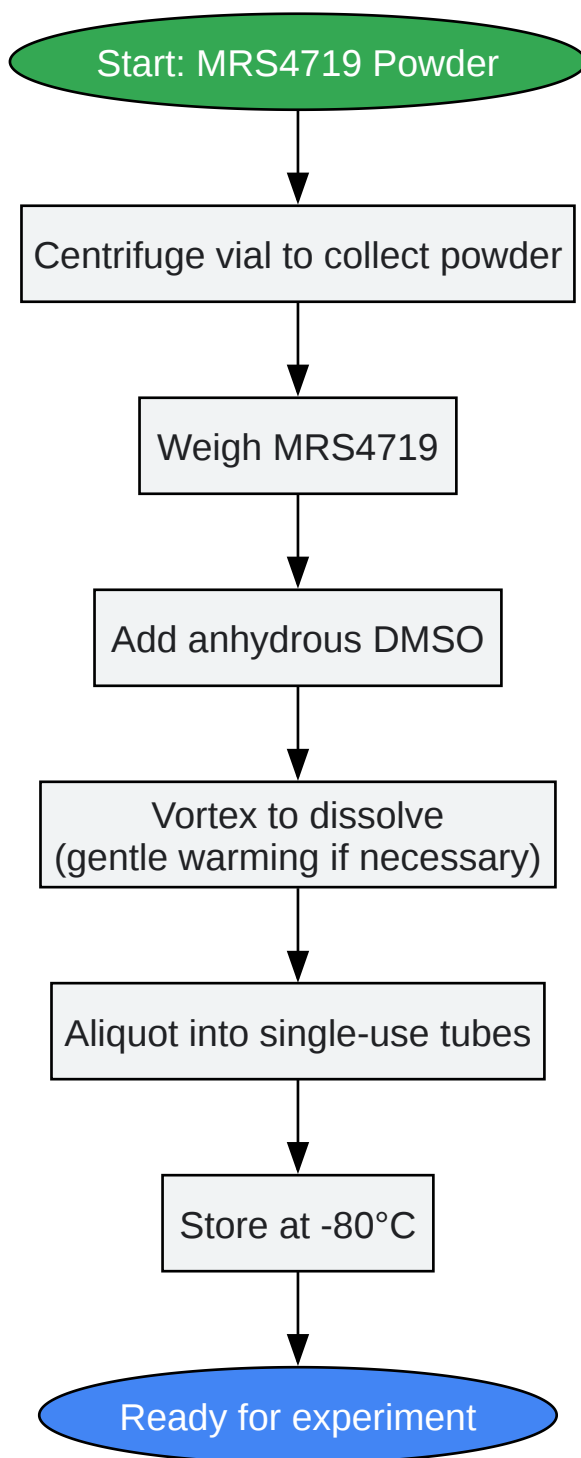 Start: MRS4719 Powder
Centrifuge vial to collect powder
Weigh MRS4719
Add anhydrous DMSO
Vortex to dissolve
(gentle warming if necessary)
Aliquot into single-use tubes
Store at -80°C
Ready for experiment